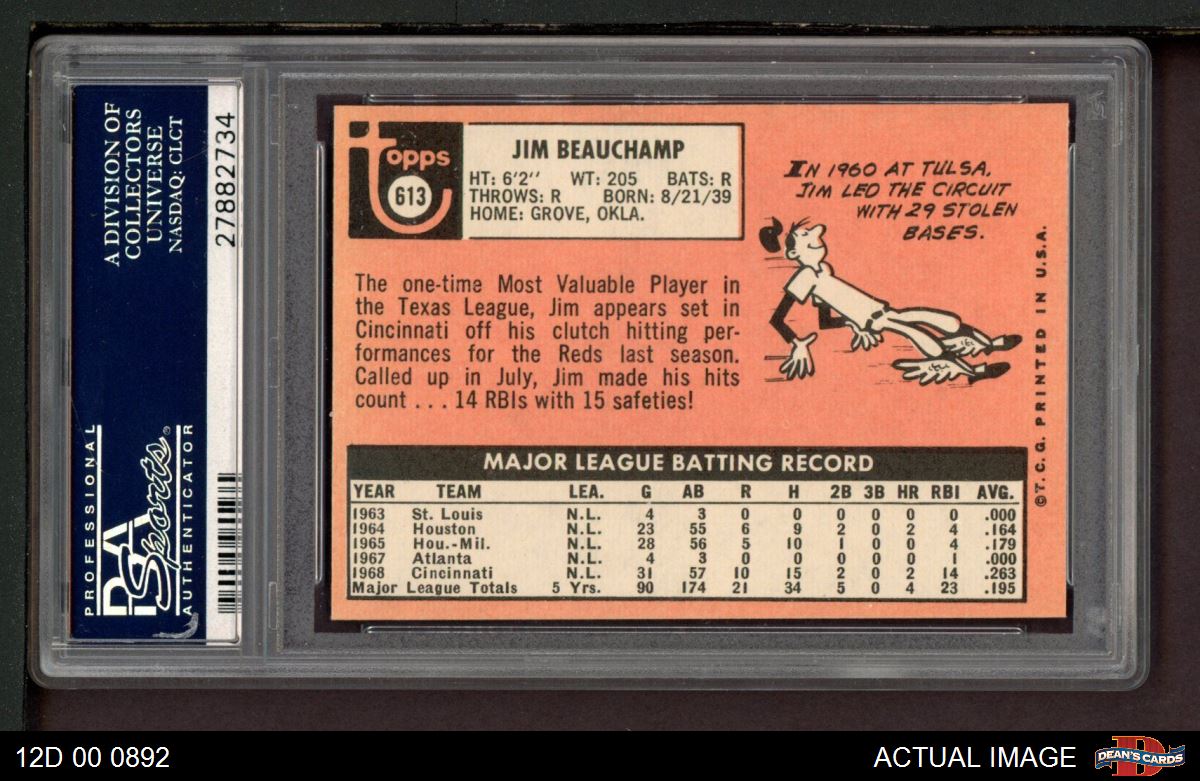 A DIVISION OF
COLLECTORS
UNIVERSE
NASDAQ: CLCT
27882734
PROFESSIONAL
PSA
Sports®
AUTHENTICATOR
topps
613
JIM BEAUCHAMP
HT: 6'2'' WT: 205 BATS: R
THROWS: R BORN: 8/21/39
HOME: GROVE, OKLA.
The one-time Most Valuable Player in
the Texas League, Jim appears set in
Cincinnati off his clutch hitting per-
formances for the Reds last season.
Called up in July, Jim made his hits
count . . . 14 RBIs with 15 safeties!
IN 1960 AT TULSA,
JIM LED THE CIRCUIT
WITH 29 STOLEN
BASES.
©T.C.G. PRINTED IN U.S.A.
MAJOR LEAGUE BATTING RECORD
YEAR TEAM LEA. G AB R H 2B 3B HR RBI AVG.
1963 St. Louis N.L. 4 3 0 0 0 0 0 0 .000
1964 Houston N.L. 23 55 6 9 2 0 2 4 .164
1965 Hou.-Mil. N.L. 28 56 5 10 1 0 0 4 .179
1967 Atlanta N.L. 4 3 0 0 0 0 0 1 .000
1968 Cincinnati N.L. 31 57 10 15 2 0 2 14 .263
Major League Totals 5 Yrs. 90 174 21 34 5 0 4 23 .195
12D 00 0892
ACTUAL IMAGE
DEAN'S CARDS